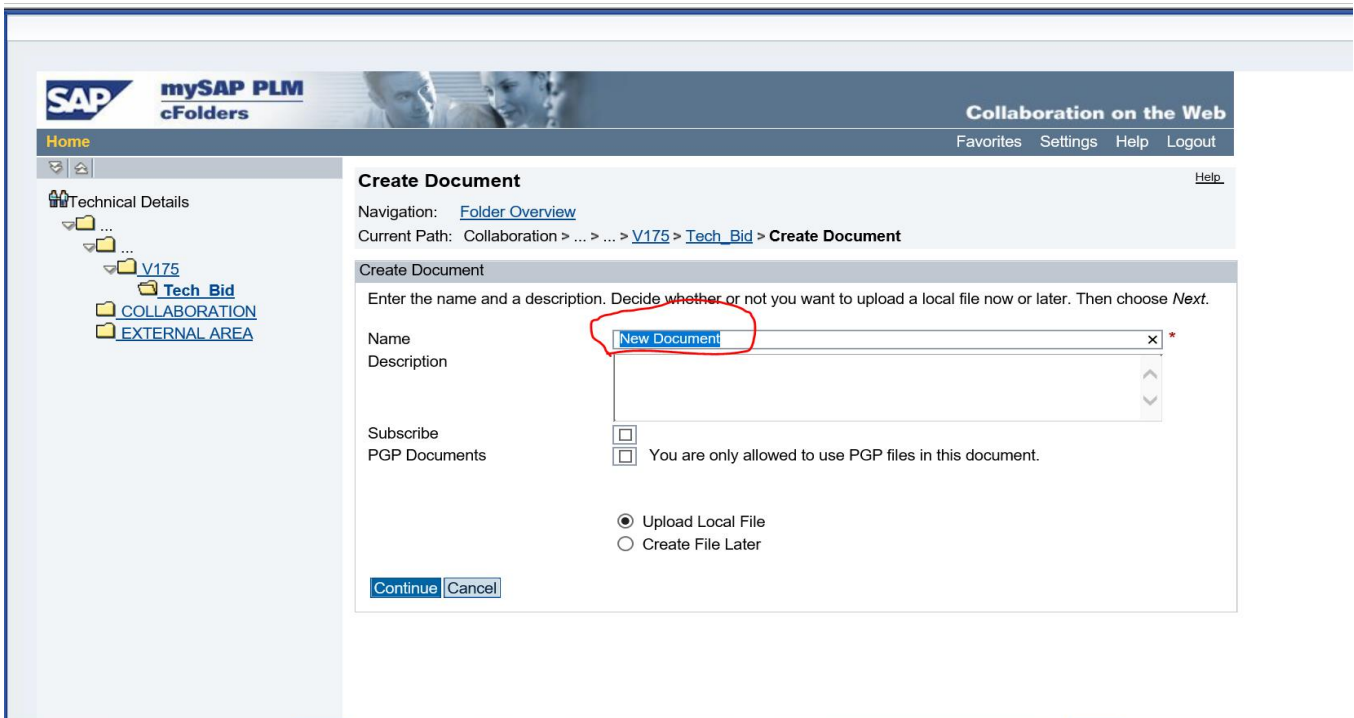 SAP
mySAP PLM
cFolders
Collaboration on the Web
Home
Favorites Settings Help Logout
Technical Details
...
...
V175
Tech_Bid
COLLABORATION
EXTERNAL AREA
Create Document
Help
Navigation: Folder Overview
Current Path: Collaboration > ... > ... > V175 > Tech_Bid > Create Document
Create Document
Enter the name and a description. Decide whether or not you want to upload a local file now or later. Then choose Next.
Name New Document *
Description
Subscribe
PGP Documents You are only allowed to use PGP files in this document.
Upload Local File
Create File Later
Continue Cancel